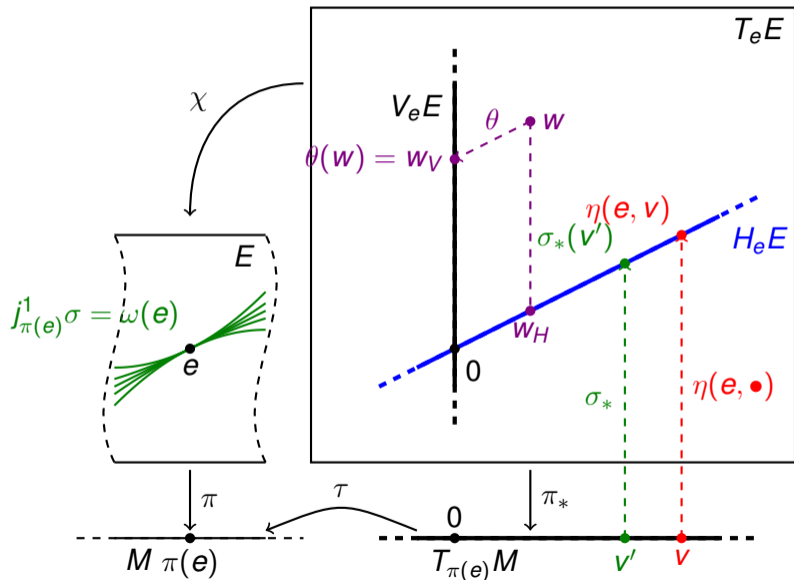 T_eE
χ
V_eE
θ
w
θ(w) = w_V
η(e, v)
σ_*(v′)
H_eE
E
j^1_{π(e)}σ = ω(e)
e
w_H
0
σ_*
η(e, •)
π
τ
π_*
0
M π(e)
T_{π(e)}M
v′
v